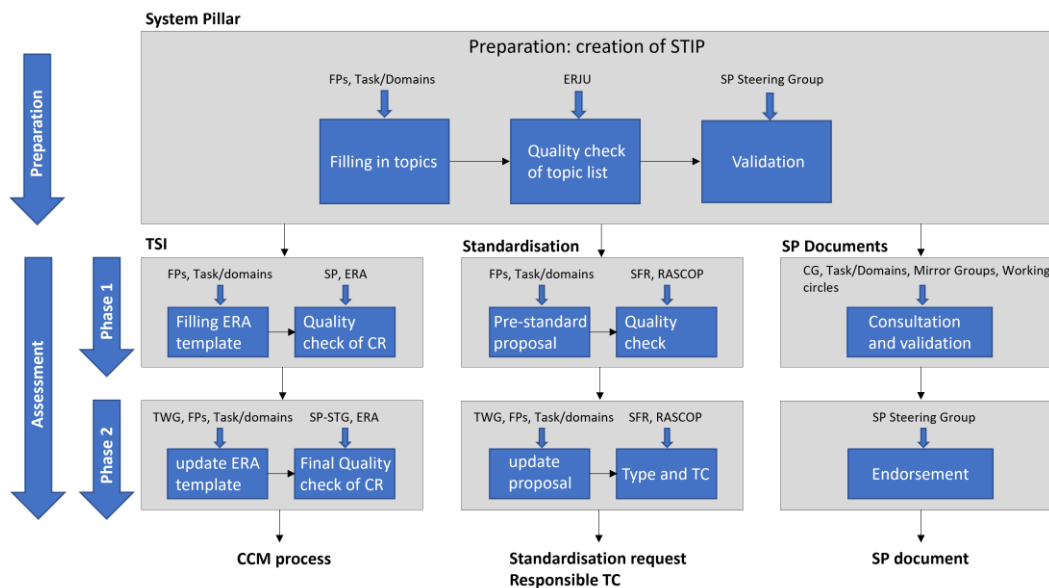 System Pillar
Preparation: creation of STIP
FPs, Task/Domains
ERJU
SP Steering Group
Filling in topics
Quality check
of topic list
Validation
Preparation
TSI
Standardisation
SP Documents
Assessment
Phase 1
FPs, Task/domains
SP, ERA
Filling ERA
template
Quality
check of CR
FPs, Task/domains
SFR, RASCOP
Pre-standard
proposal
Quality
check
CG, Task/Domains, Mirror Groups, Working
circles
Consultation
and validation
Phase 2
TWG, FPs, Task/domains
SP-STG, ERA
update ERA
template
Final Quality
check of CR
TWG, FPs, Task/domains
SFR, RASCOP
update
proposal
Type and TC
SP Steering Group
Endorsement
CCM process
Standardisation request
Responsible TC
SP document